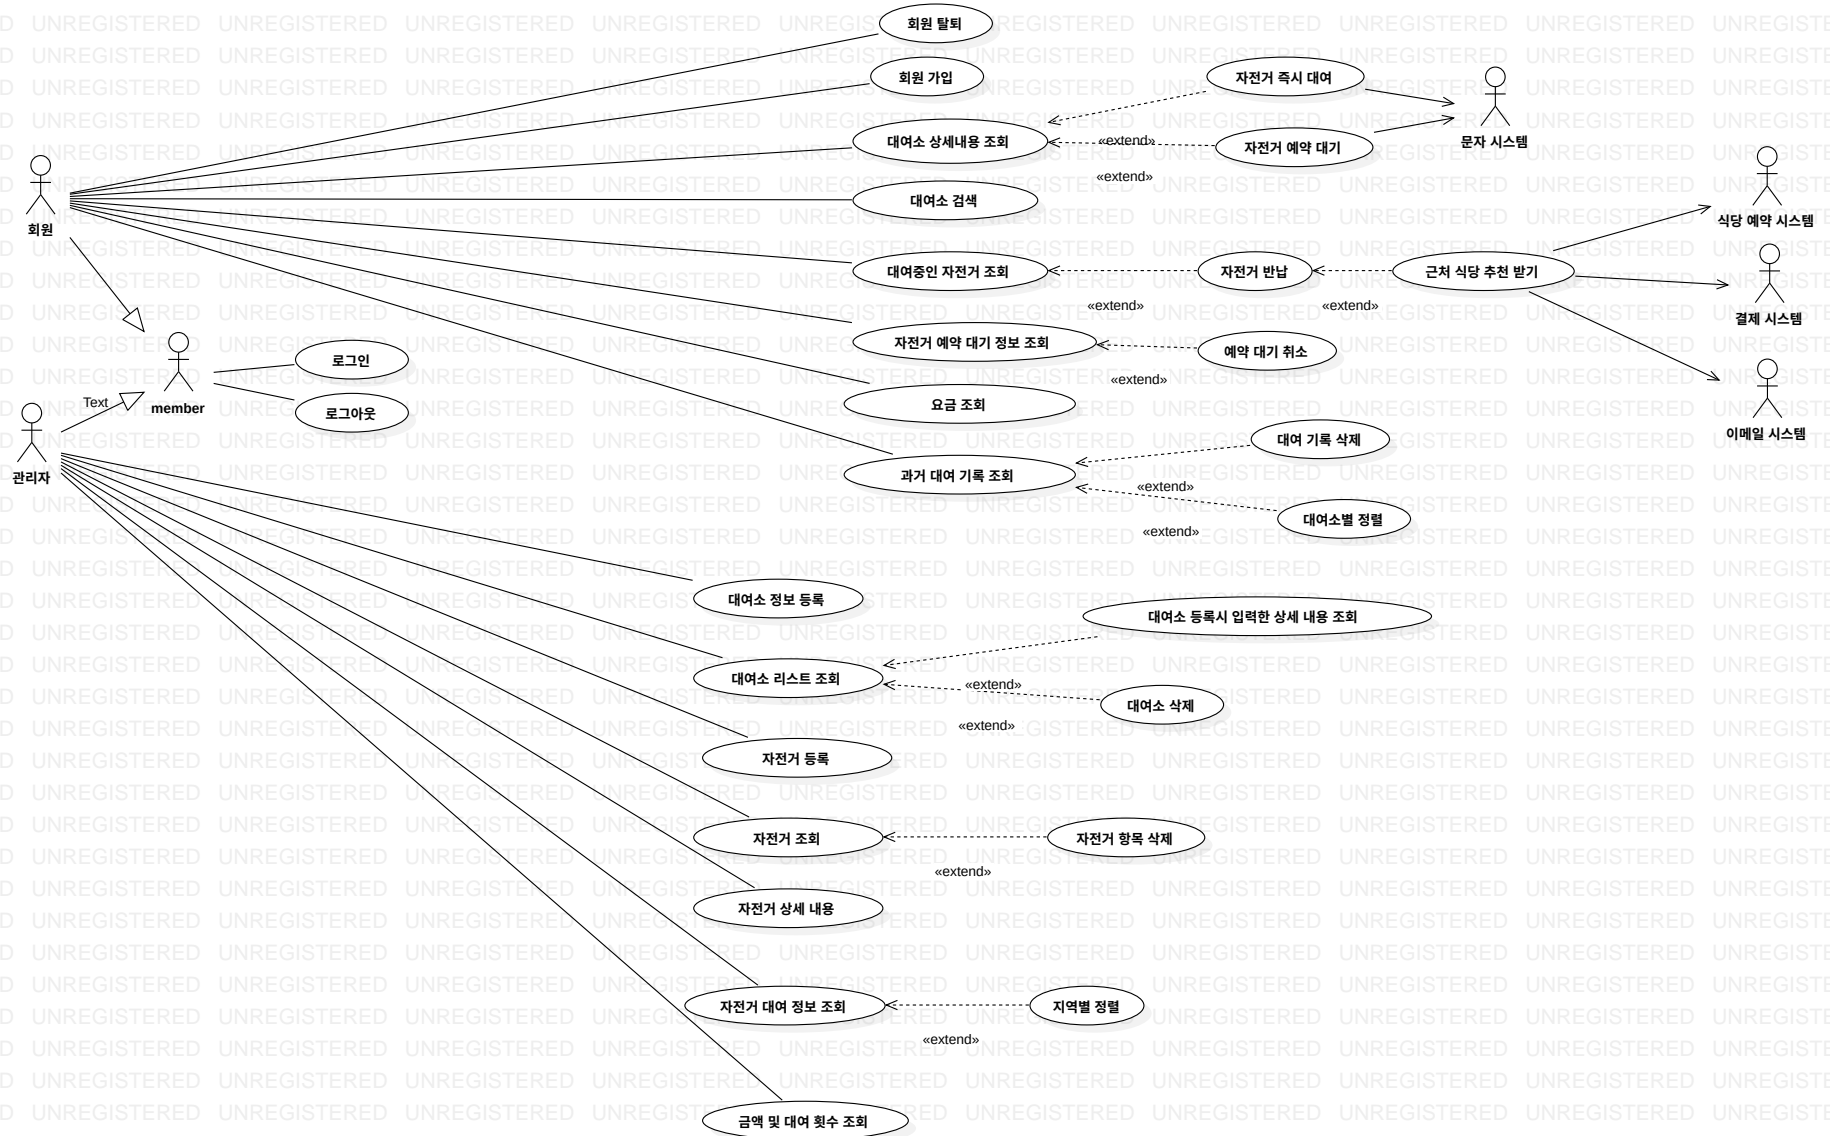 회원 탈퇴
회원 가입
자전거 즉시 대여
대여소 상세내용 조회
«extend»
자전거 예약 대기
문자 시스템
«extend»
대여소 검색
회원
식당 예약 시스템
대여중인 자전거 조회
자전거 반납
근처 식당 추천 받기
«extend»
«extend»
결제 시스템
자전거 예약 대기 정보 조회
예약 대기 취소
로그인
«extend»
Text
member
로그아웃
요금 조회
이메일 시스템
대여 기록 삭제
관리자
과거 대여 기록 조회
«extend»
대여소별 정렬
«extend»
대여소 정보 등록
대여소 등록시 입력한 상세 내용 조회
대여소 리스트 조회
«extend»
대여소 삭제
«extend»
자전거 등록
자전거 조회
자전거 항목 삭제
«extend»
자전거 상세 내용
자전거 대여 정보 조회
지역별 정렬
«extend»
금액 및 대여 횟수 조회
UNREGISTERED